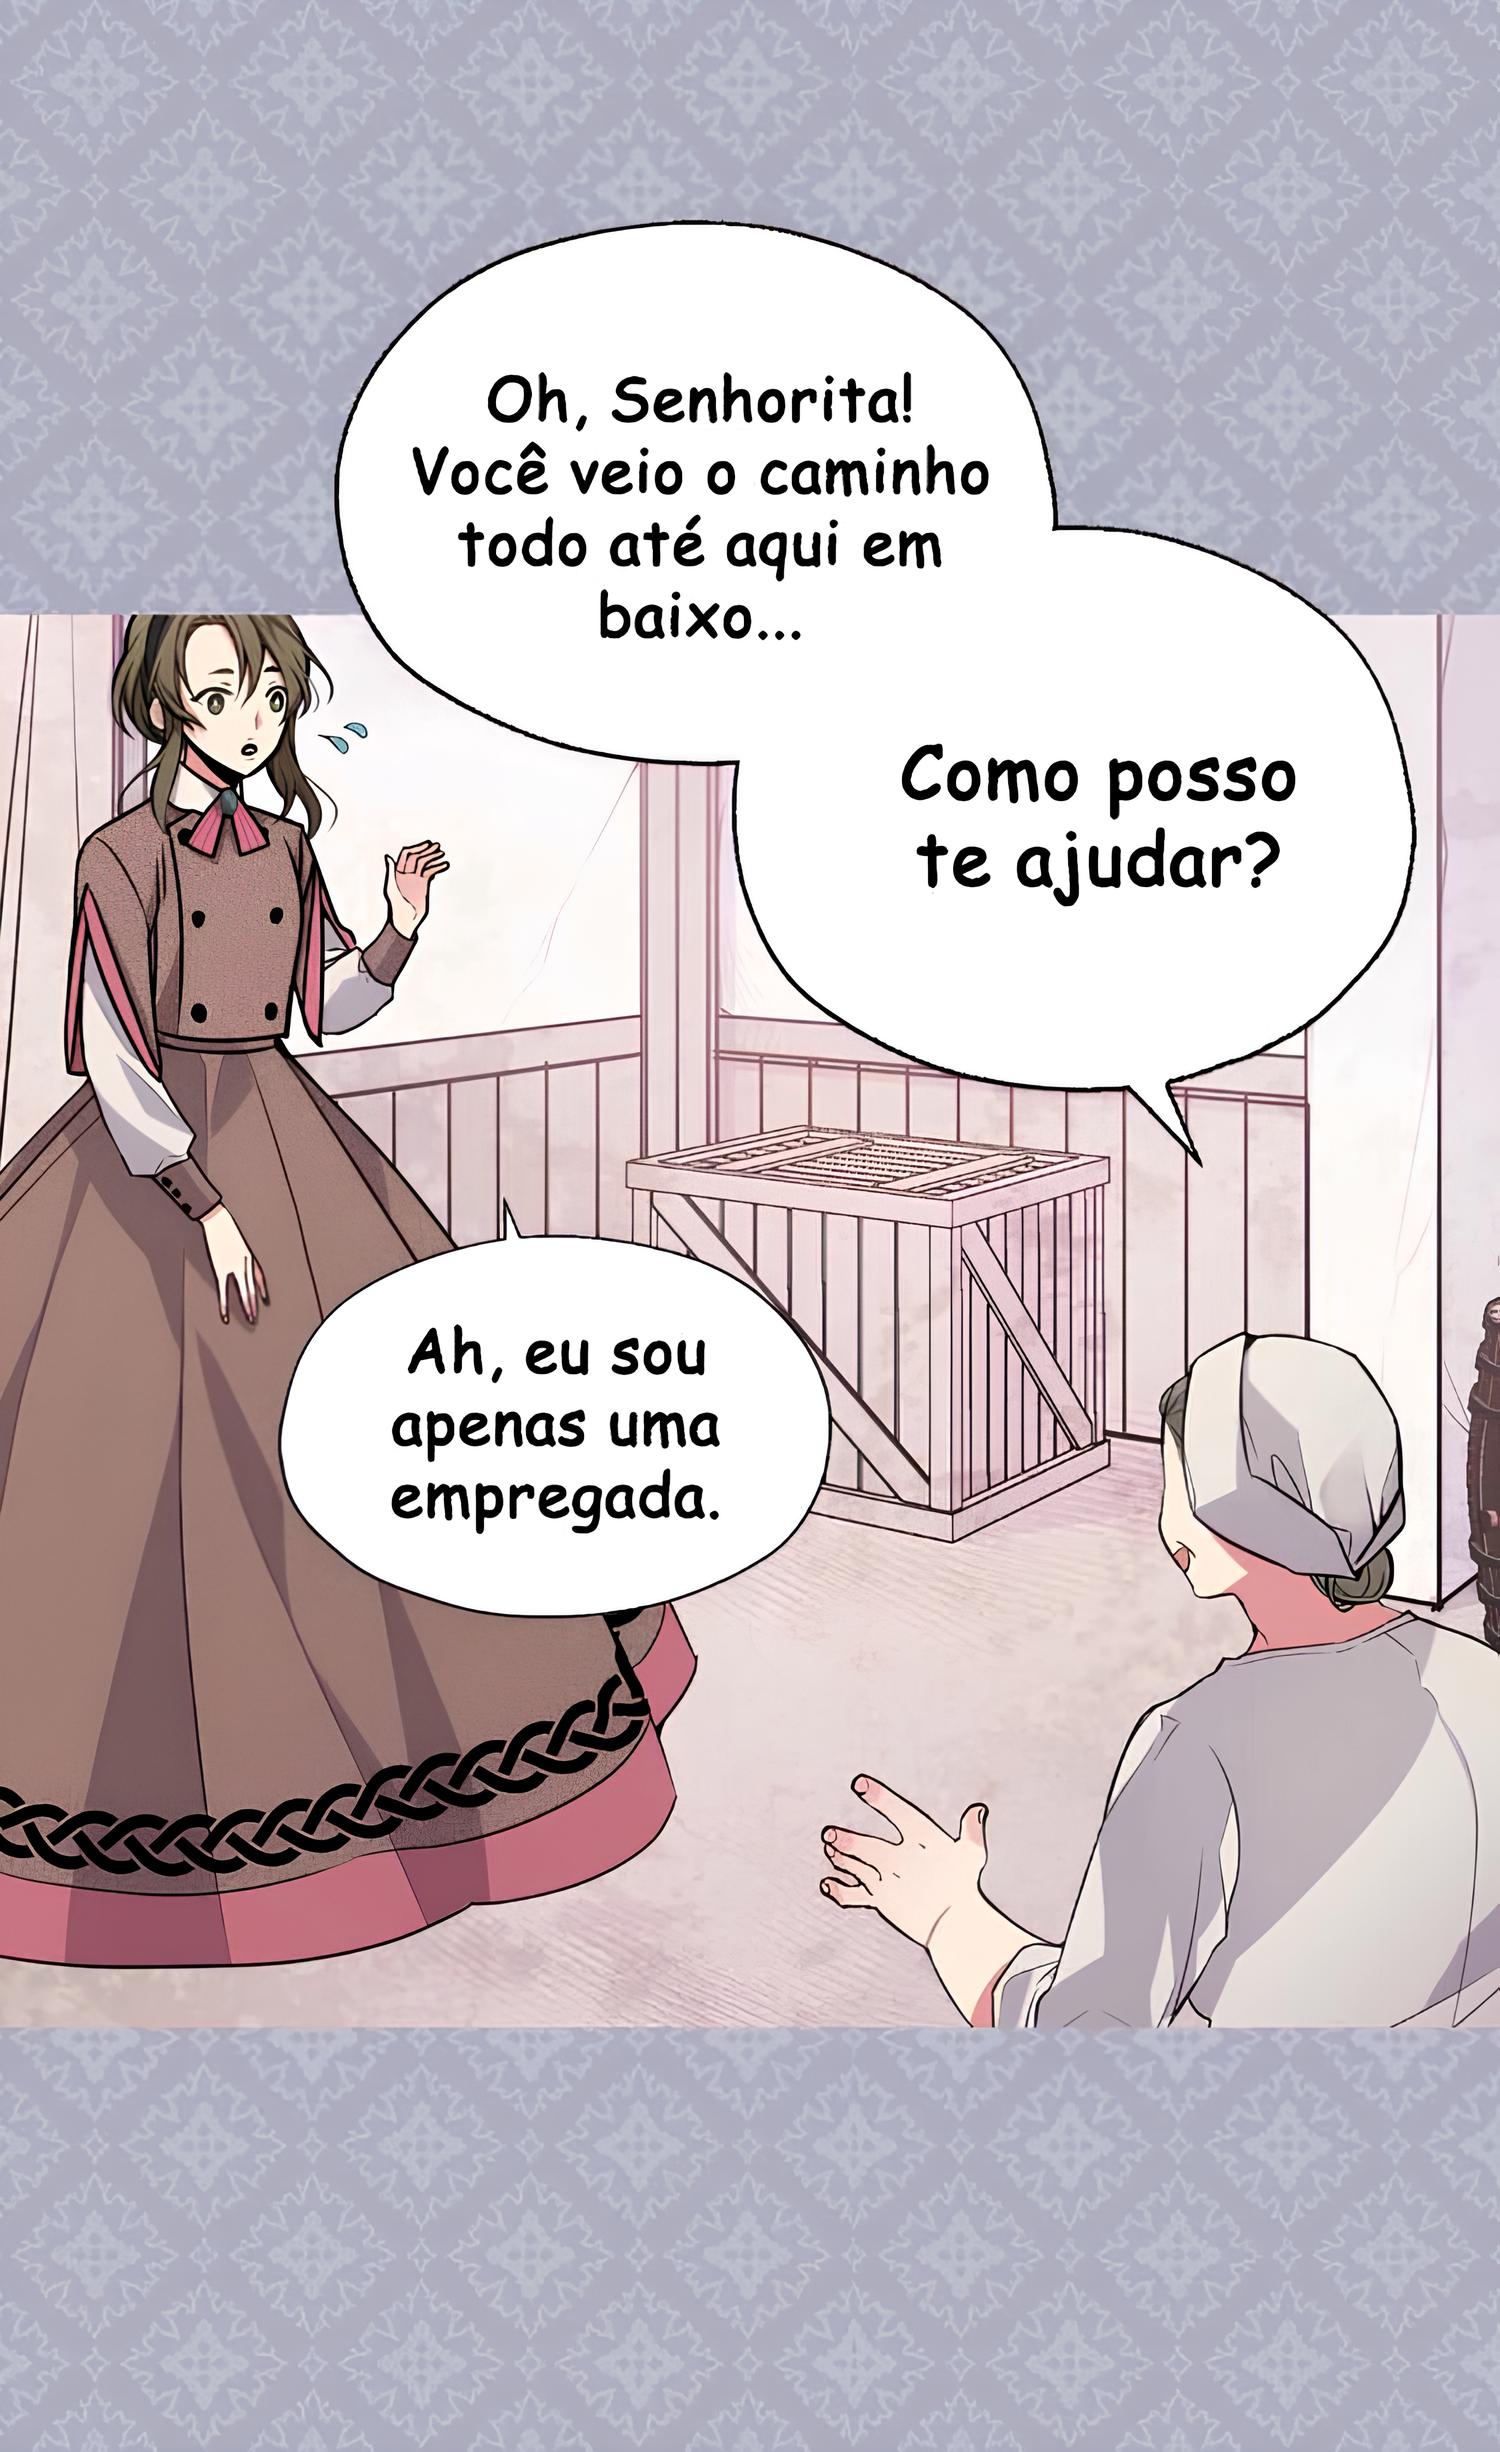 Oh, Senhorita!
Você veio o caminho
todo até aqui em
baixo...
Como posso
te ajudar?
Ah, eu sou
apenas uma
empregada.